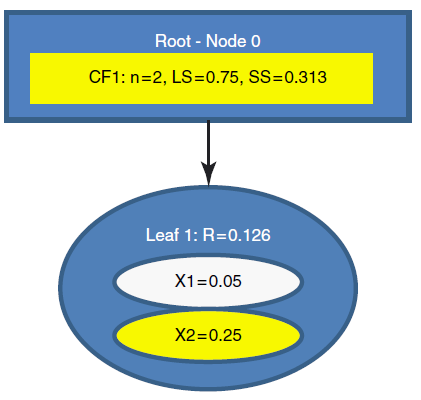 Root - Node 0
CF1: n=2, LS=0.75, SS=0.313
Leaf 1: R=0.126
X1=0.05
X2=0.25